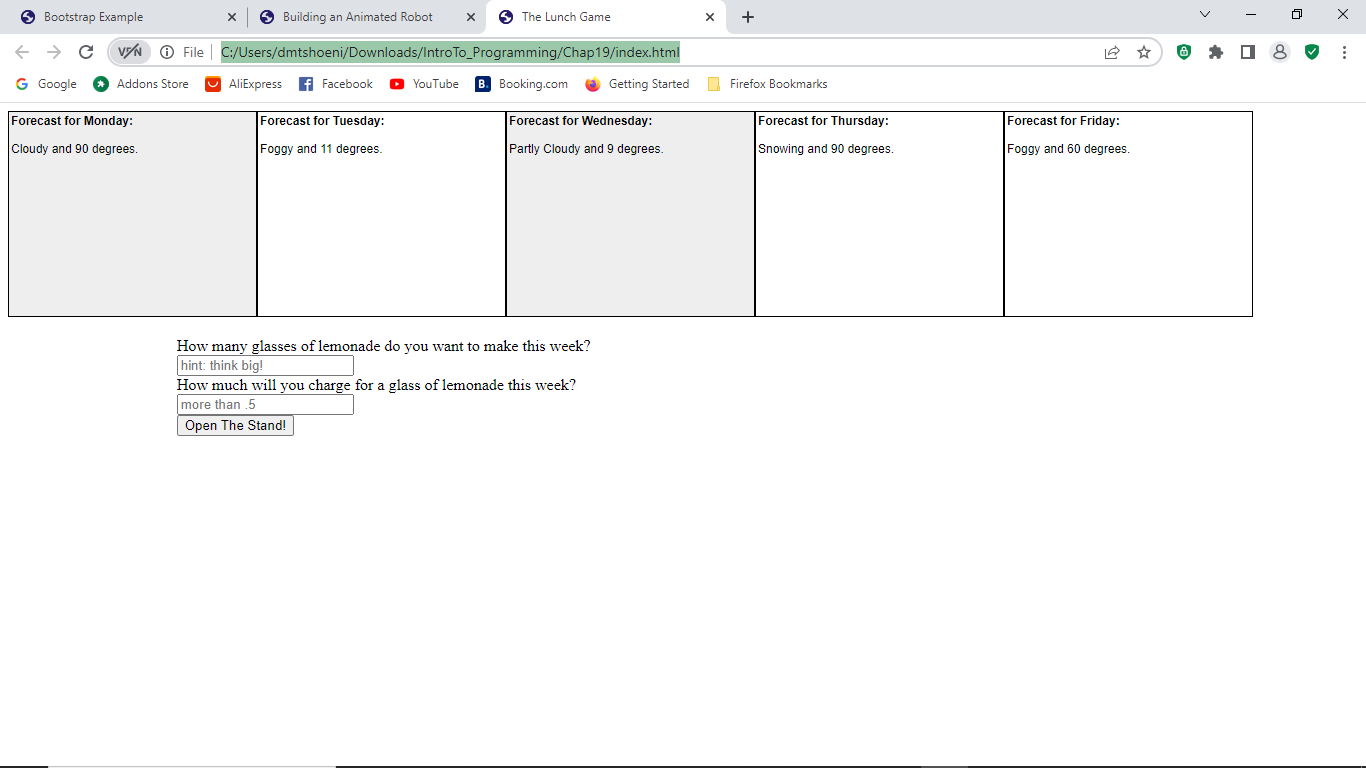 Bootstrap Example
Building an Animated Robot
The Lunch Game
VPN
File
C:/Users/dmtshoeni/Downloads/IntroTo_Programming/Chap19/index.html
Google
Addons Store
AliExpress
Facebook
YouTube
B. Booking.com
Getting Started
Firefox Bookmarks
Forecast for Monday:
Cloudy and 90 degrees.
Forecast for Tuesday:
Foggy and 11 degrees.
Forecast for Wednesday:
Partly Cloudy and 9 degrees.
Forecast for Thursday:
Snowing and 90 degrees.
Forecast for Friday:
Foggy and 60 degrees.
How many glasses of lemonade do you want to make this week?
hint: think big!
How much will you charge for a glass of lemonade this week?
more than .5
Open The Stand!